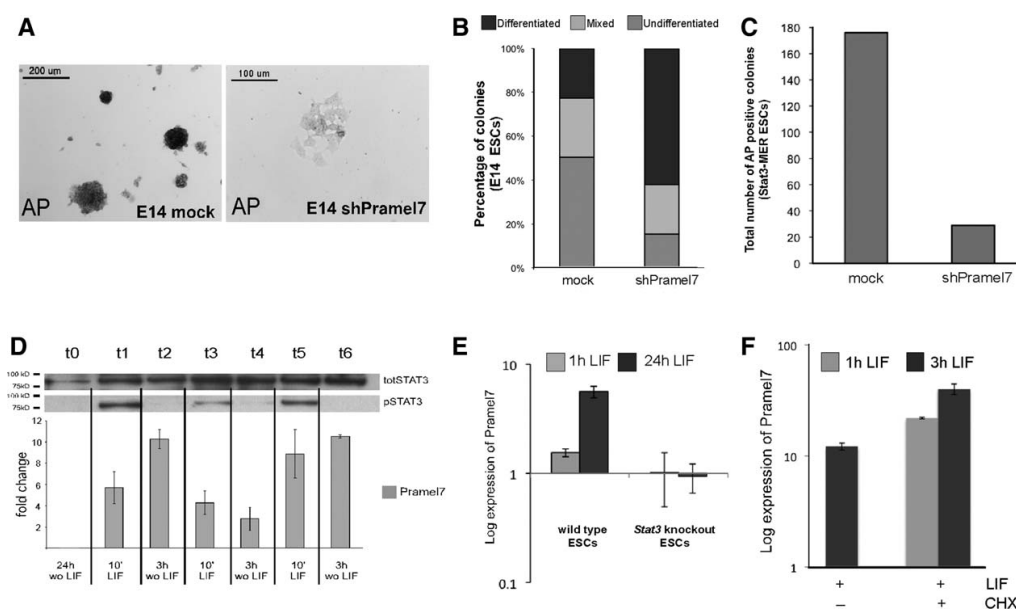 A
200 um
AP
E14 mock
100 um
AP
E14 shPramel7
B
Differentiated Mixed Undifferentiated
Percentage of colonies
(E14 ESCs)
100%
80%
60%
40%
20%
0%
mock shPramel7
C
Total number of AP positive colonies
(Stat3-MER ESCs)
180
160
140
120
100
80
60
40
20
0
mock shPramel7
D
t0 t1 t2 t3 t4 t5 t6
100 kD
75kD
totSTAT3
100 kD
75kD
pSTAT3
fold change
12
10
8
6
4
2
Pramel7
24h wo LIF
10' LIF
3h wo LIF
10' LIF
3h wo LIF
10' LIF
3h wo LIF
E
1h LIF 24h LIF
Log expression of Pramel7
10
1
0.1
wild type
ESCs
Stat3 knockout
ESCs
F
1h LIF 3h LIF
Log expression of Pramel7
100
10
1
+ + LIF
– + CHX